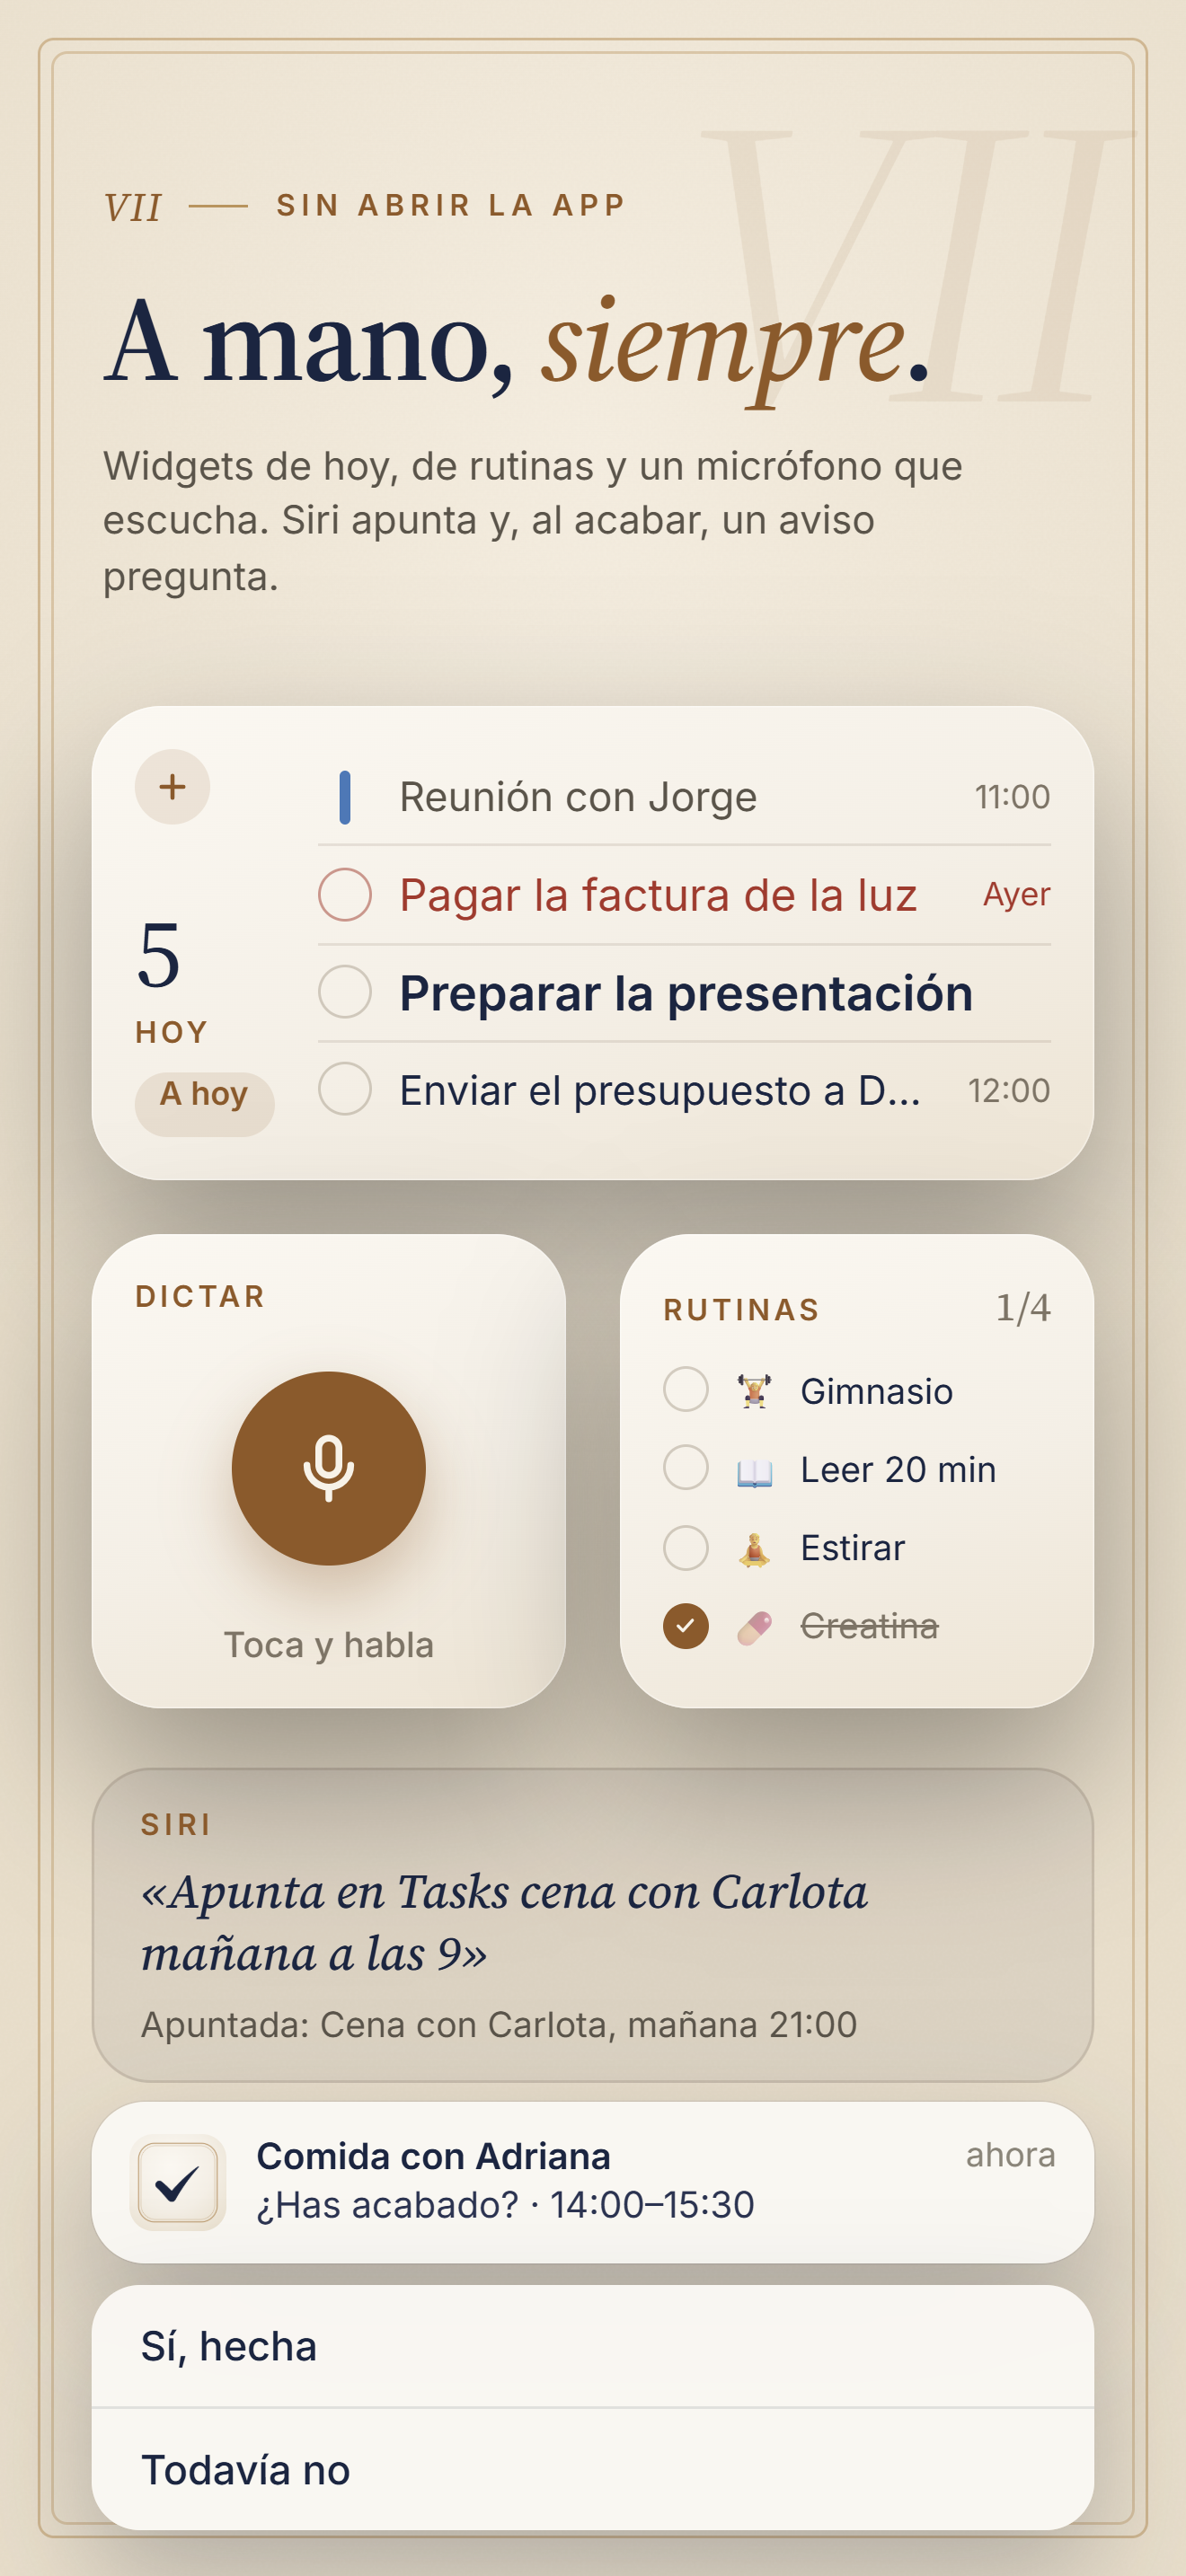 VII
VII — SIN ABRIR LA APP
A mano, siempre.
Widgets de hoy, de rutinas y un micrófono que
escucha. Siri apunta y, al acabar, un aviso
pregunta.
+
Reunión con Jorge 11:00
Pagar la factura de la luz Ayer
5
Preparar la presentación
HOY
A hoy
Enviar el presupuesto a D... 12:00
DICTAR
Toca y habla
RUTINAS 1/4
Gimnasio
Leer 20 min
Estirar
Creatina
SIRI
«Apunta en Tasks cena con Carlota
mañana a las 9»
Apuntada: Cena con Carlota, mañana 21:00
Comida con Adriana ahora
¿Has acabado? · 14:00–15:30
Sí, hecha
Todavía no